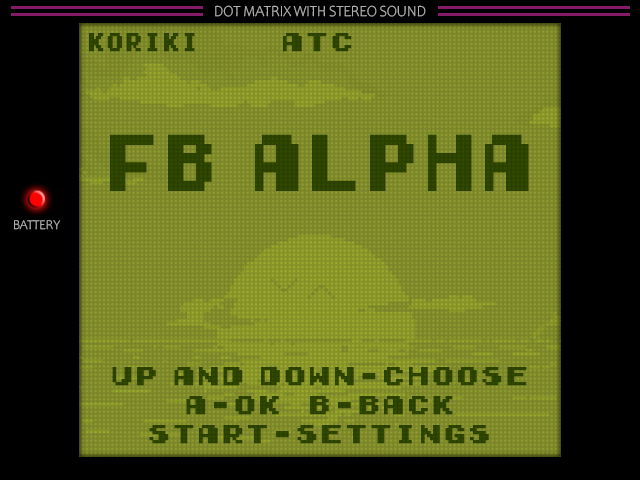 DOT MATRIX WITH STEREO SOUND
KORIKI ATC
FB ALPHA
BATTERY
UP AND DOWN-CHOOSE
A-OK B-BACK
START-SETTINGS